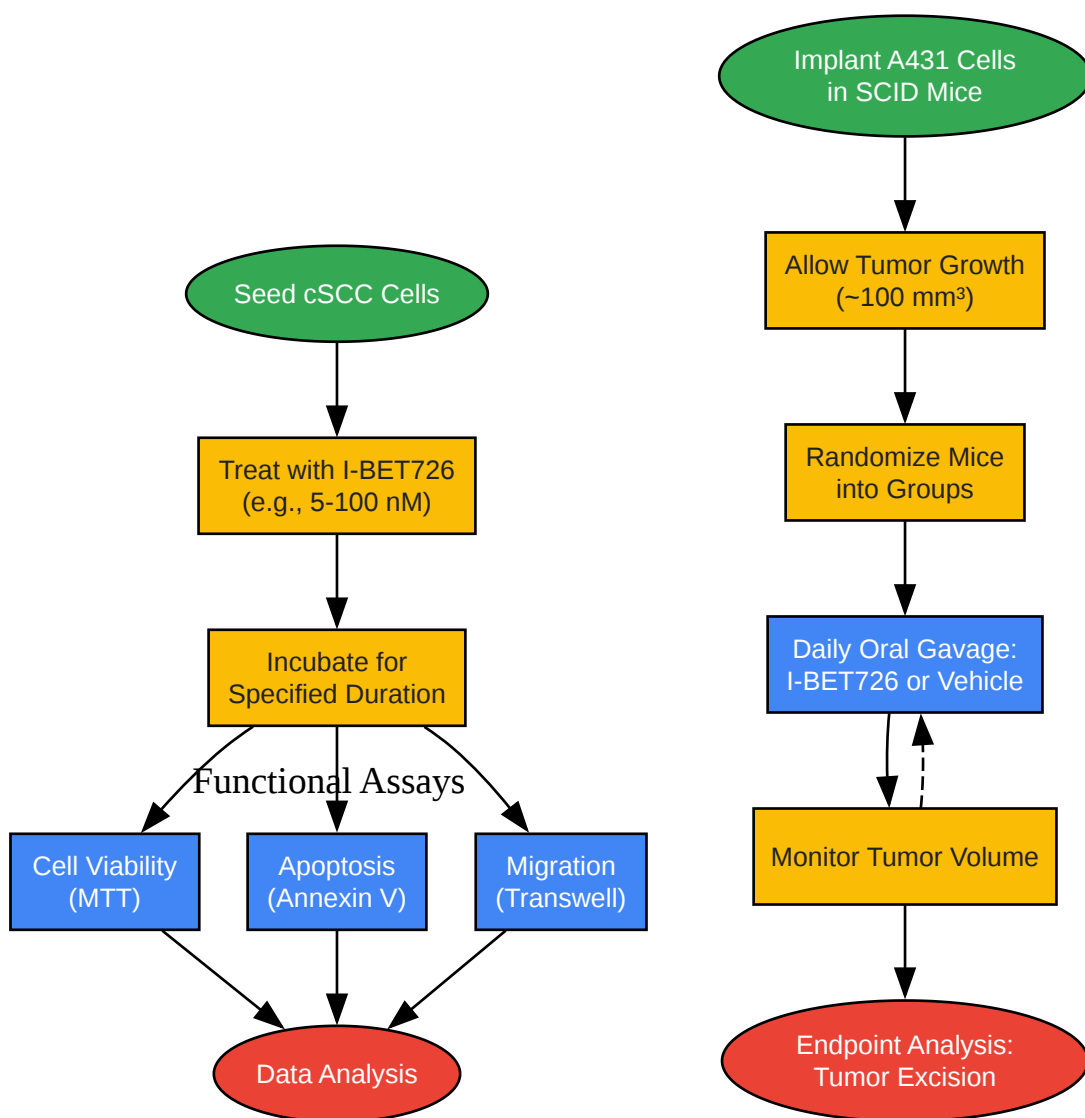 Seed cSCC Cells
Treat with I-BET726
(e.g., 5-100 nM)
Incubate for
Specified Duration
Functional Assays
Cell Viability
(MTT)
Apoptosis
(Annexin V)
Migration
(Transwell)
Data Analysis
Implant A431 Cells
in SCID Mice
Allow Tumor Growth
(~100 mm³)
Randomize Mice
into Groups
Daily Oral Gavage:
I-BET726 or Vehicle
Monitor Tumor Volume
Endpoint Analysis:
Tumor Excision